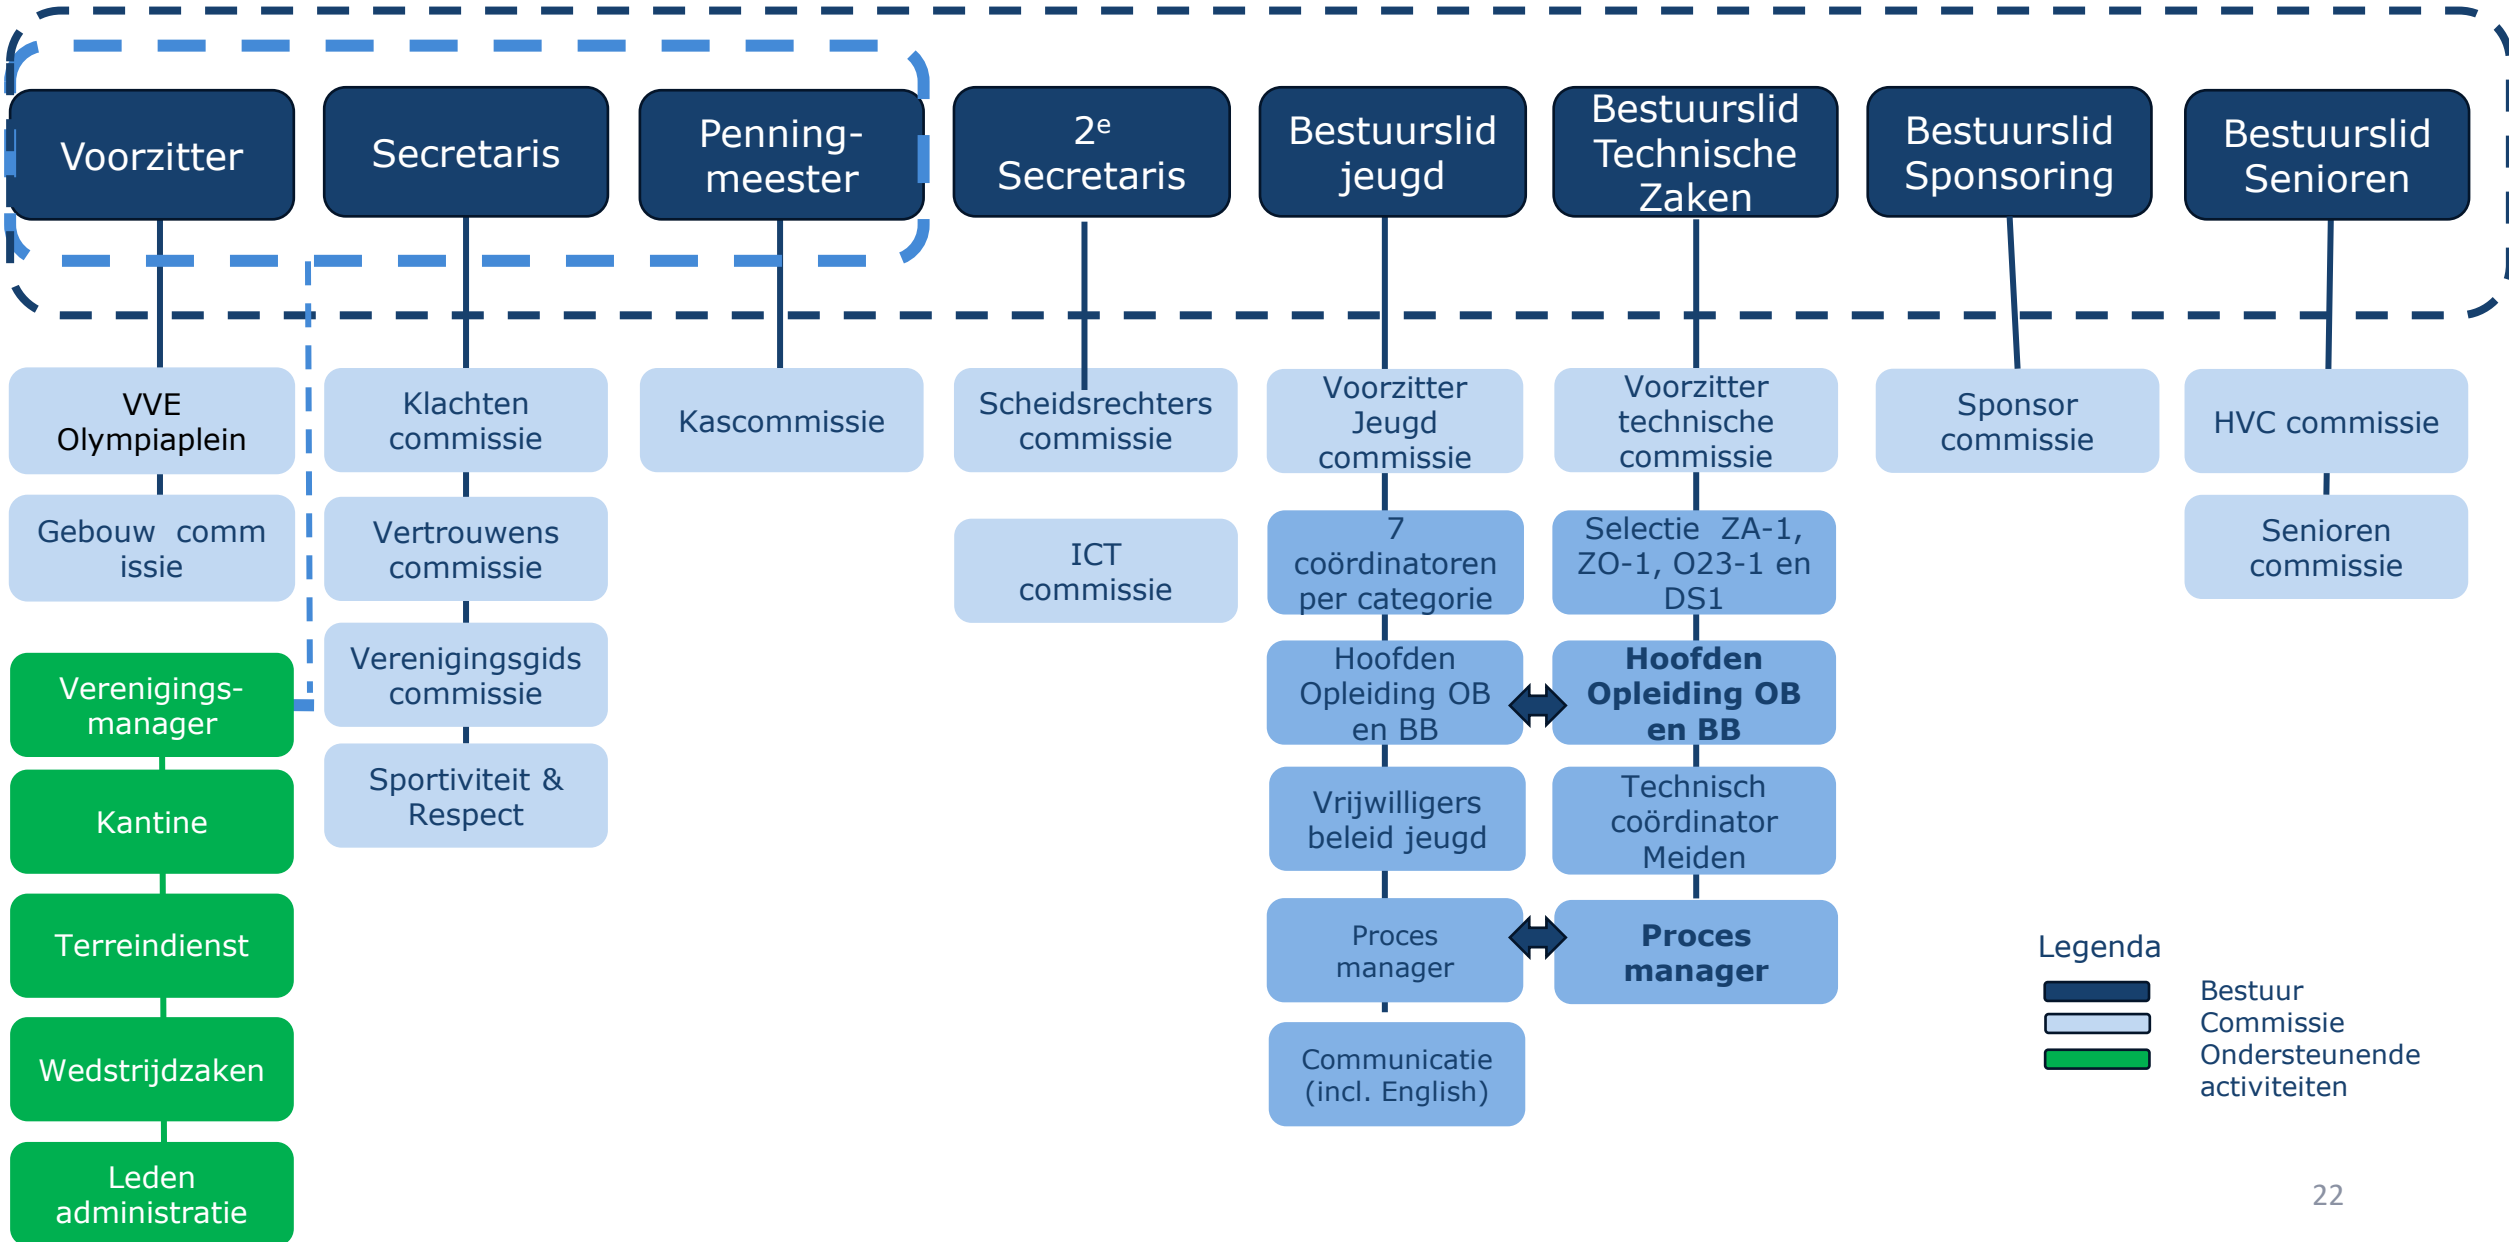 Voorzitter
Secretaris
Penning-
meester
2e
Secretaris
Bestuurslid
jeugd
Bestuurslid
Technische
Zaken
Bestuurslid
Sponsoring
Bestuurslid
Senioren
VVE
Olympiaplein
Klachten
commissie
Kascommissie
Scheidsrechters
commissie
Voorzitter
Jeugd
commissie
Voorzitter
technische
commissie
Sponsor
commissie
HVC commissie
Gebouw comm
issie
Vertrouwens
commissie
ICT
commissie
7
coördinatoren
per categorie
Selectie ZA-1,
ZO-1, O23-1 en
DS1
Senioren
commissie
Verenigings-
manager
Verenigingsgids
commissie
Hoofden
Opleiding OB
en BB
Hoofden
Opleiding OB
en BB
Kantine
Sportiviteit &
Respect
Vrijwilligers
beleid jeugd
Technisch
coördinator
Meiden
Terreindienst
Proces
manager
Proces
manager
Wedstrijdzaken
Communicatie
(incl. English)
Leden
administratie
Legenda
Bestuur
Commissie
Ondersteunende
activiteiten
22